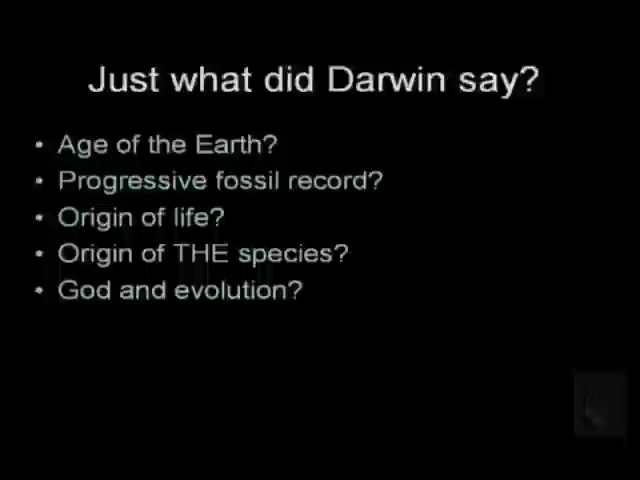 Just what did Darwin say?
• Age of the Earth?
• Progressive fossil record?
• Origin of life?
• Origin of THE species?
• God and evolution?